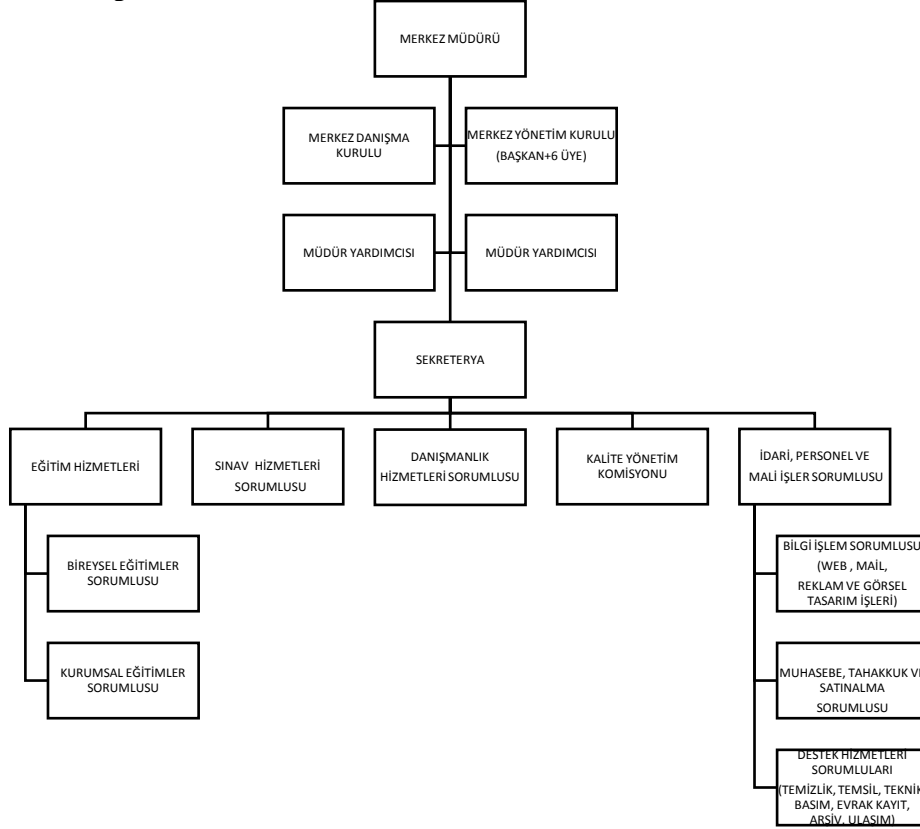 MERKEZ MÜDÜRÜ
MERKEZ DANIŞMA
KURULU
MERKEZ YÖNETİM KURULU
(BAŞKAN+6 ÜYE)
MÜDÜR YARDIMCISI
MÜDÜR YARDIMCISI
SEKRETERYA
EĞİTİM HİZMETLERİ
SINAV HİZMETLERİ
SORUMLUSU
DANIŞMANLIK
HİZMETLERİ SORUMLUSU
KALİTE YÖNETİM
KOMİSYONU
İDARİ, PERSONEL VE
MALİ İŞLER SORUMLUSU
BİREYSEL EĞİTİMLER
SORUMLUSU
KURUMSAL EĞİTİMLER
SORUMLUSU
BİLGİ İŞLEM SORUMLUSU
(WEB , MAİL,
REKLAM VE GÖRSEL
TASARIM İŞLERİ)
MUHASEBE, TAHAKKUK VE
SATINALMA
SORUMLUSU
DESTEK HİZMETLERİ
SORUMLULARI
(TEMİZLİK, TEMSİL, TEKNİK
BASIM, EVRAK KAYIT,
ARŞİV, ULAŞIM)